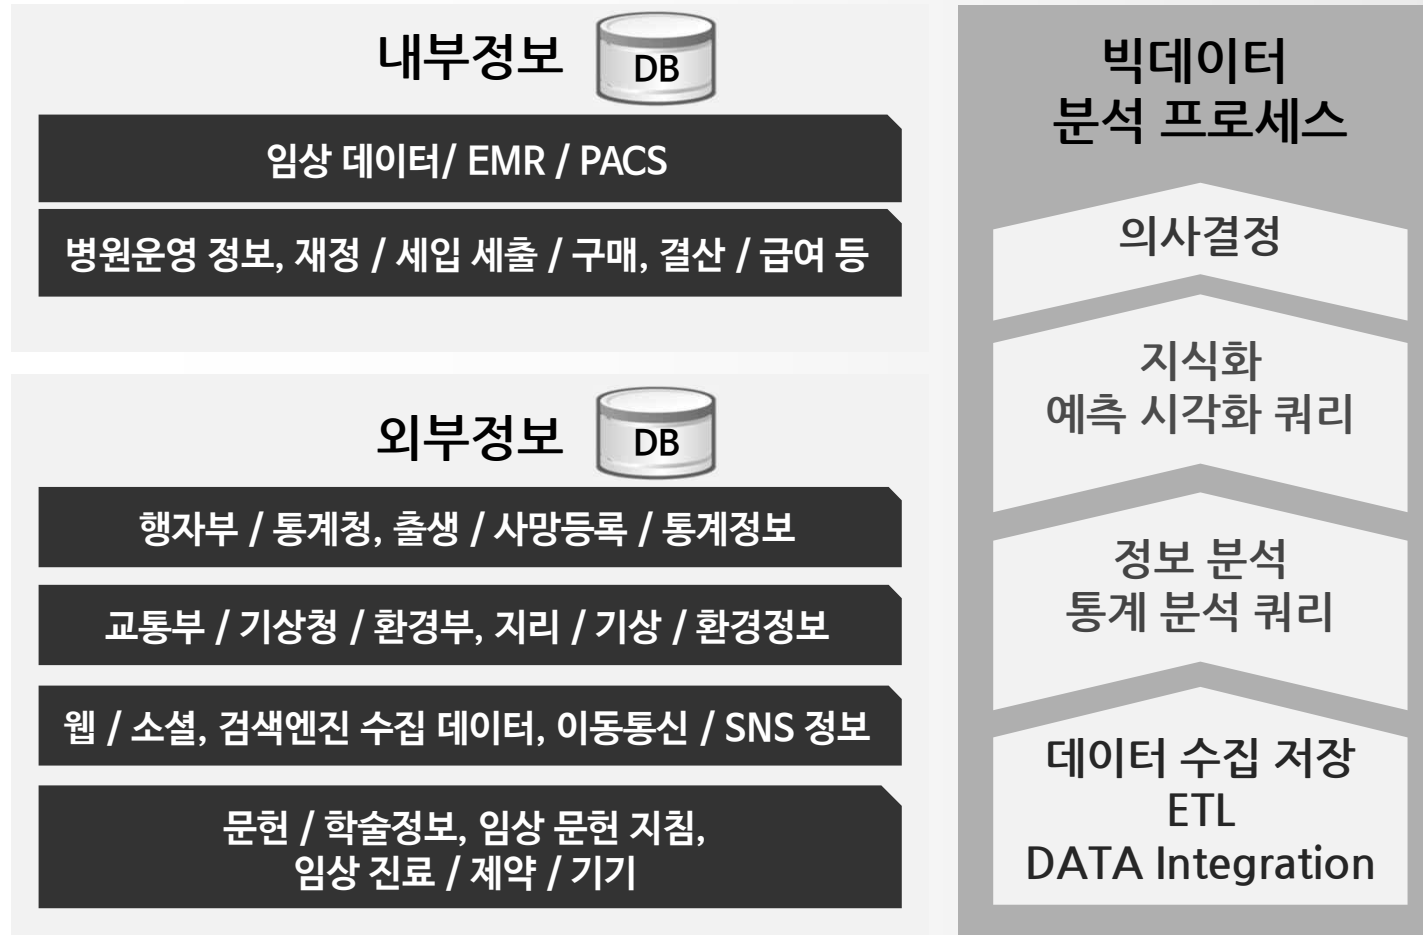 내부정보
DB
임상 데이터/ EMR / PACS
병원운영 정보, 재정 / 세입 세출 / 구매, 결산 / 급여 등
외부정보
DB
행자부 / 통계청, 출생 / 사망등록 / 통계정보
교통부 / 기상청 / 환경부, 지리 / 기상 / 환경정보
웹 / 소셜, 검색엔진 수집 데이터, 이동통신 / SNS 정보
문헌 / 학술정보, 임상 문헌 지침,
임상 진료 / 제약 / 기기
빅데이터
분석 프로세스
의사결정
지식화
예측 시각화 쿼리
정보 분석
통계 분석 쿼리
데이터 수집 저장
ETL
DATA Integration